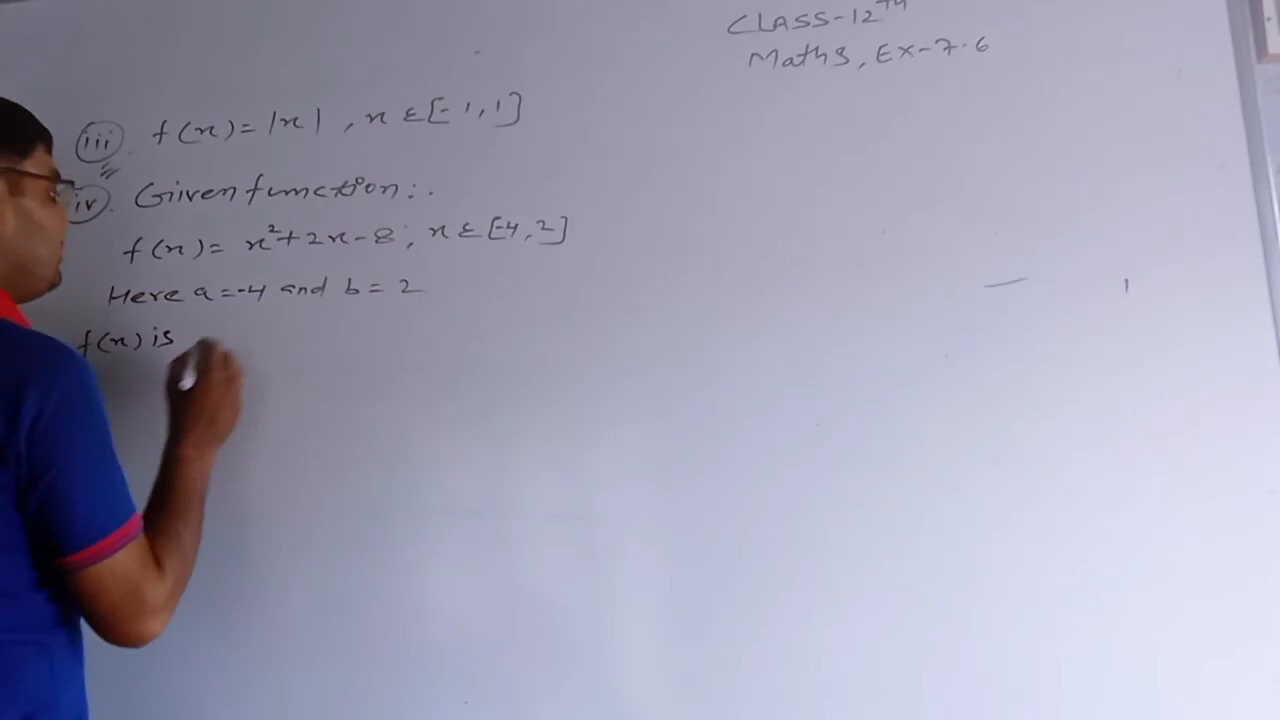 CLASS-12TH
Maths, Ex-7.6
iii. f(x) = |x| , x ε [-1, 1]
iv. Given function:.
f(x) = x² + 2x - 8; x ε [-4, 2]
Here a = -4 and b = 2
f(x) is